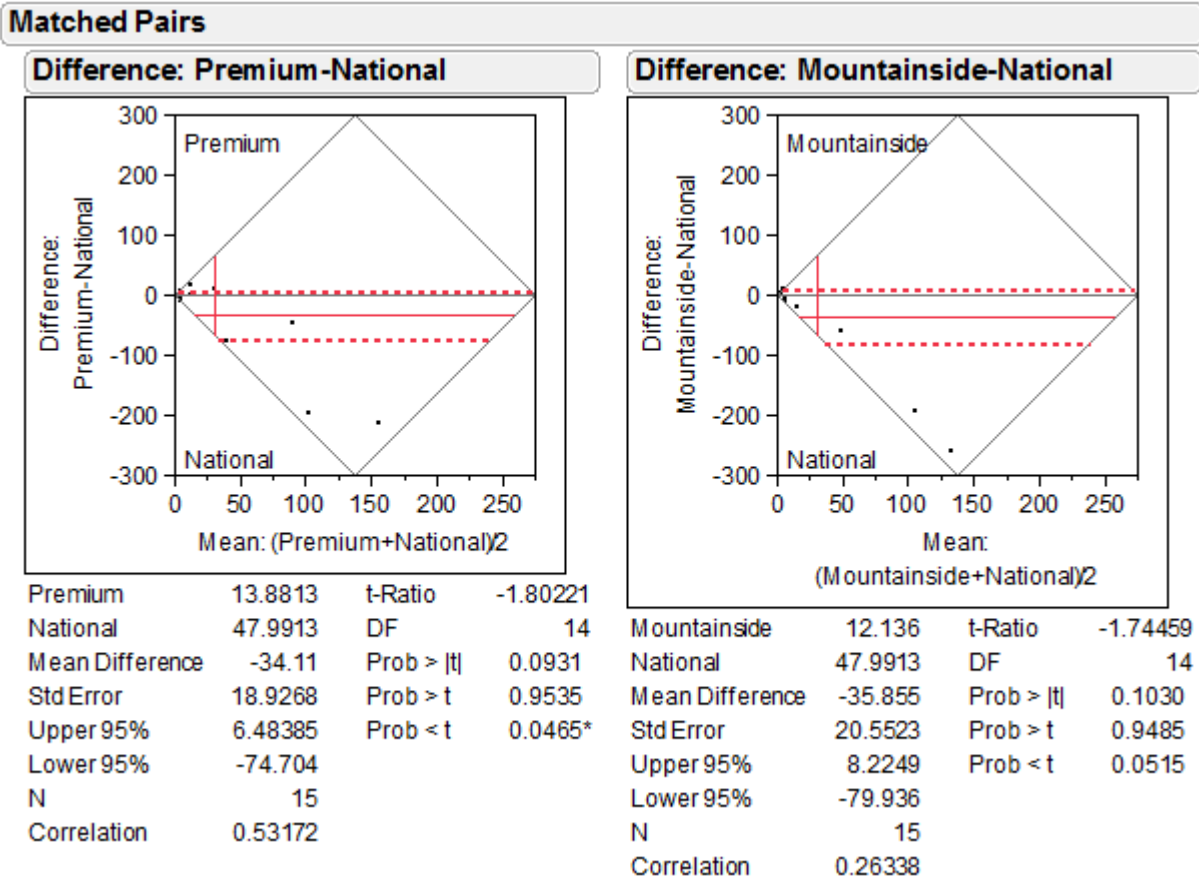 Matched Pairs
Difference: Premium-National
300
200
100
0
-100
-200
-300
Premium
National
Difference:
Premium-National
0 50 100 150 200 250
Mean: (Premium+National)/2
Premium 13.8813 t-Ratio -1.80221
National 47.9913 DF 14
Mean Difference -34.11 Prob > |t| 0.0931
Std Error 18.9268 Prob > t 0.9535
Upper 95% 6.48385 Prob < t 0.0465*
Lower 95% -74.704
N 15
Correlation 0.53172
Difference: Mountainside-National
300
200
100
0
-100
-200
-300
Mountainside
National
Difference:
Mountainside-National
0 50 100 150 200 250
Mean:
(Mountainside+National)/2
Mountainside 12.136 t-Ratio -1.74459
National 47.9913 DF 14
Mean Difference -35.855 Prob > |t| 0.1030
Std Error 20.5523 Prob > t 0.9485
Upper 95% 8.2249 Prob < t 0.0515
Lower 95% -79.936
N 15
Correlation 0.26338